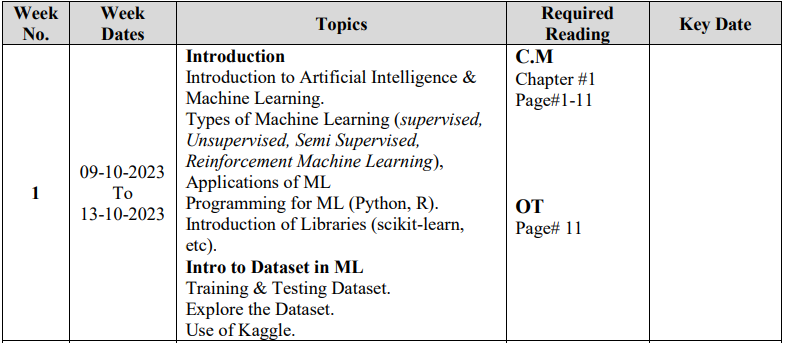 Week No.
Week Dates
Topics
Required Reading
Key Date
1
09-10-2023
To
13-10-2023
Introduction
Introduction to Artificial Intelligence &
Machine Learning.
Types of Machine Learning (supervised,
Unsupervised, Semi Supervised,
Reinforcement Machine Learning),
Applications of ML
Programming for ML (Python, R).
Introduction of Libraries (scikit-learn,
etc).
Intro to Dataset in ML
Training & Testing Dataset.
Explore the Dataset.
Use of Kaggle.
C.M
Chapter #1
Page#1-11
OT
Page# 11